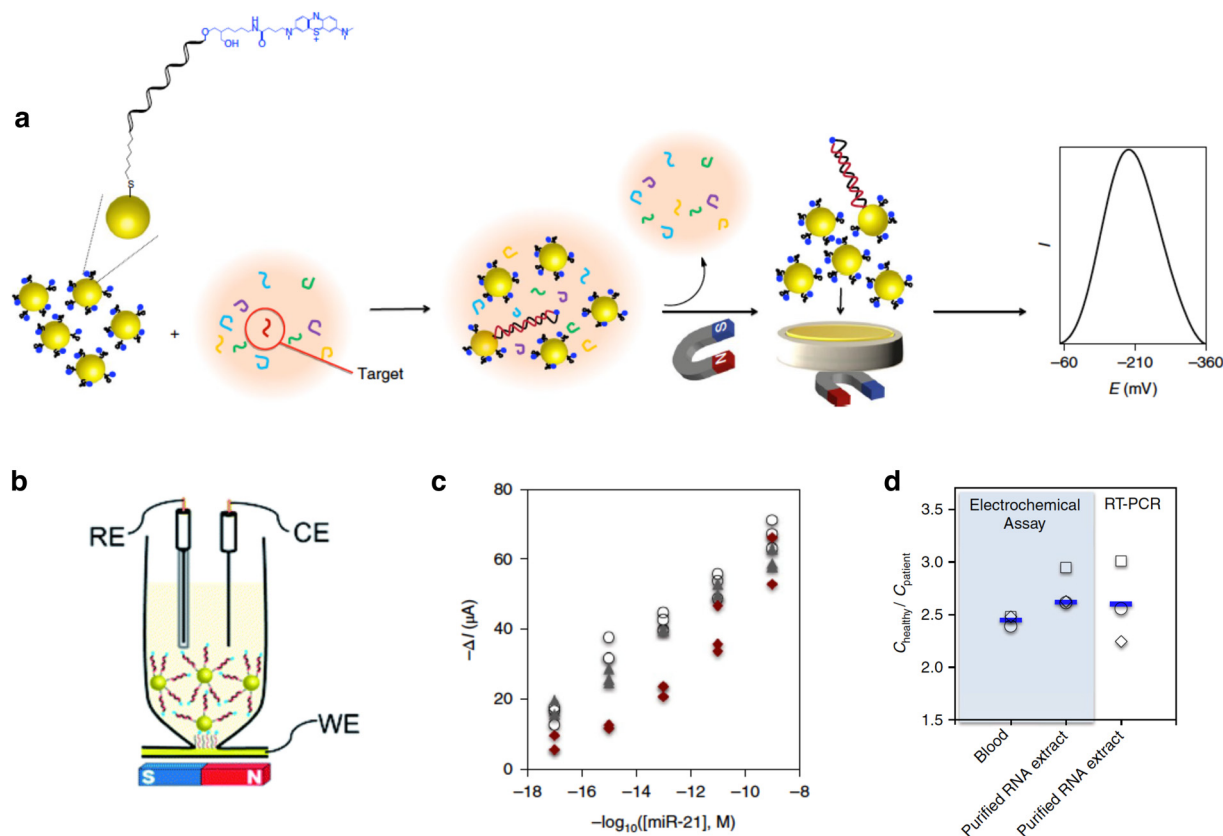 O
H
N
OH
O
N
N
S
+
N
a
S
+
Target
S
N
I
−60
−210
−360
E (mV)
b
RE
CE
WE
S
N
c
80
60
40
20
0
−ΔI (μA)
−18
−16
−14
−12
−10
−8
−log10([miR-21], M)
d
Electrochemical
Assay
RT-PCR
3.5
3.0
2.5
2.0
1.5
Chealthy/ Cpatient
Blood
Purified RNA extract
Purified RNA extract